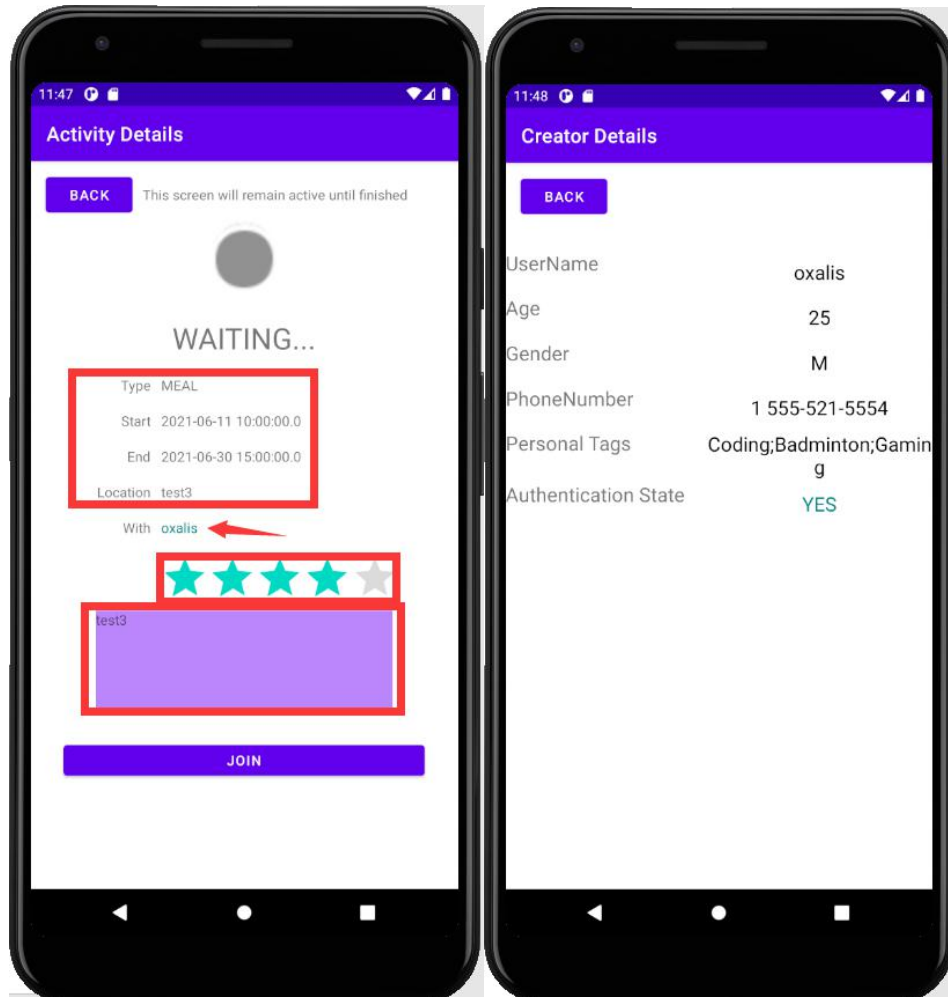 11:47
Activity Details
BACK This screen will remain active until finished
WAITING...
Type MEAL
Start 2021-06-11 10:00:00.0
End 2021-06-30 15:00:00.0
Location test3
With oxalis
test3
JOIN
11:48
Creator Details
BACK
UserName oxalis
Age 25
Gender M
PhoneNumber 1 555-521-5554
Personal Tags Coding;Badminton;Gamin
g
Authentication State YES